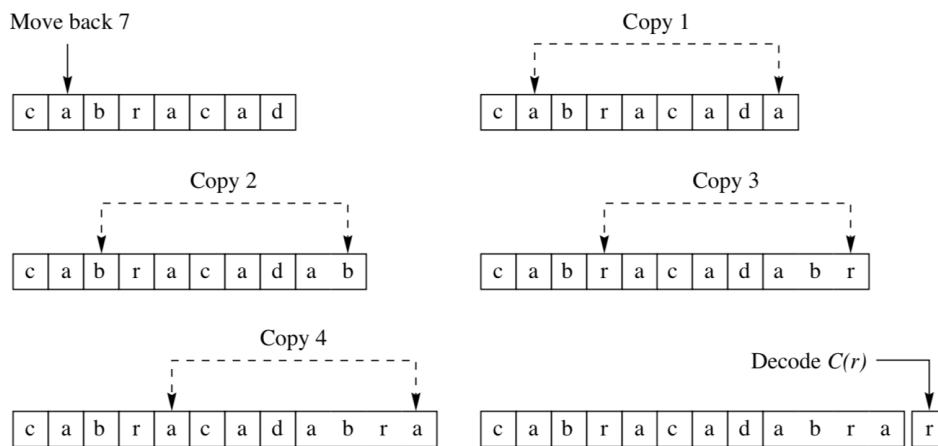 Move back 7
c a b r a c a d
Copy 1
c a b r a c a d a
Copy 2
c a b r a c a d a b
Copy 3
c a b r a c a d a b r
Copy 4
c a b r a c a d a b r a
Decode C(r)
c a b r a c a d a b r a r